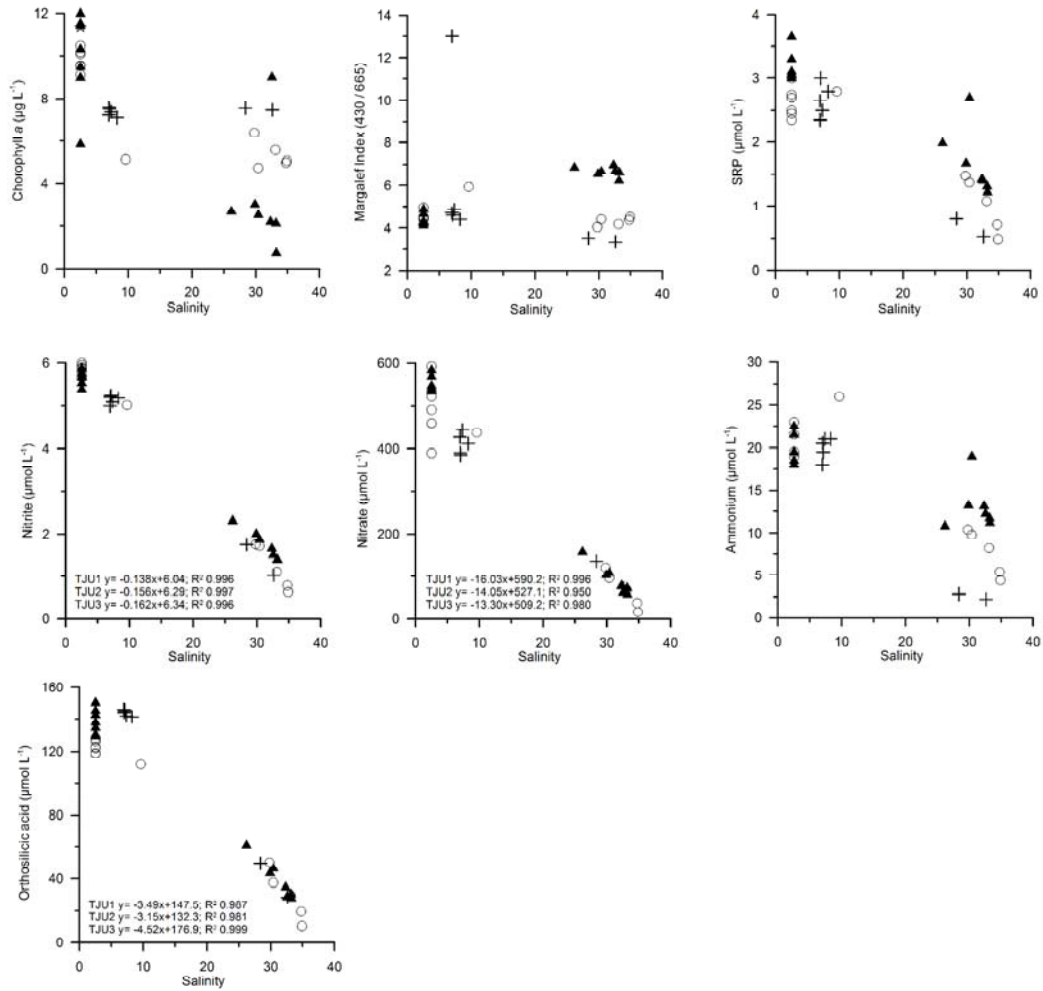 12
10
8
6
4
2
0
Chorophyll a (µg L⁻¹)
0 10 20 30 40
Salinity
14
12
10
8
6
4
2
Margalef Index (430 / 665)
0 10 20 30 40
Salinity
4
3
2
1
0
SRP (µmol L⁻¹)
0 10 20 30 40
Salinity
6
4
2
0
Nitrite (µmol L⁻¹)
TJU1 y= -0.138x+6.04; R² 0.996
TJU2 y= -0.156x+6.29; R² 0.997
TJU3 y= -0.162x+6.34; R² 0.996
0 10 20 30 40
Salinity
600
400
200
0
Nitrate (µmol L⁻¹)
TJU1 y= -16.03x+590.2; R² 0.996
TJU2 y= -14.05x+527.1; R² 0.950
TJU3 y= -13.30x+509.2; R² 0.980
0 10 20 30 40
Salinity
30
25
20
15
10
5
0
Ammonium (µmol L⁻¹)
0 10 20 30 40
Salinity
160
120
80
40
0
Orthosilicic acid (µmol L⁻¹)
TJU1 y= -3.49x+147.5; R² 0.987
TJU2 y= -3.15x+132.3; R² 0.981
TJU3 y= -4.52x+176.9; R² 0.999
0 10 20 30 40
Salinity